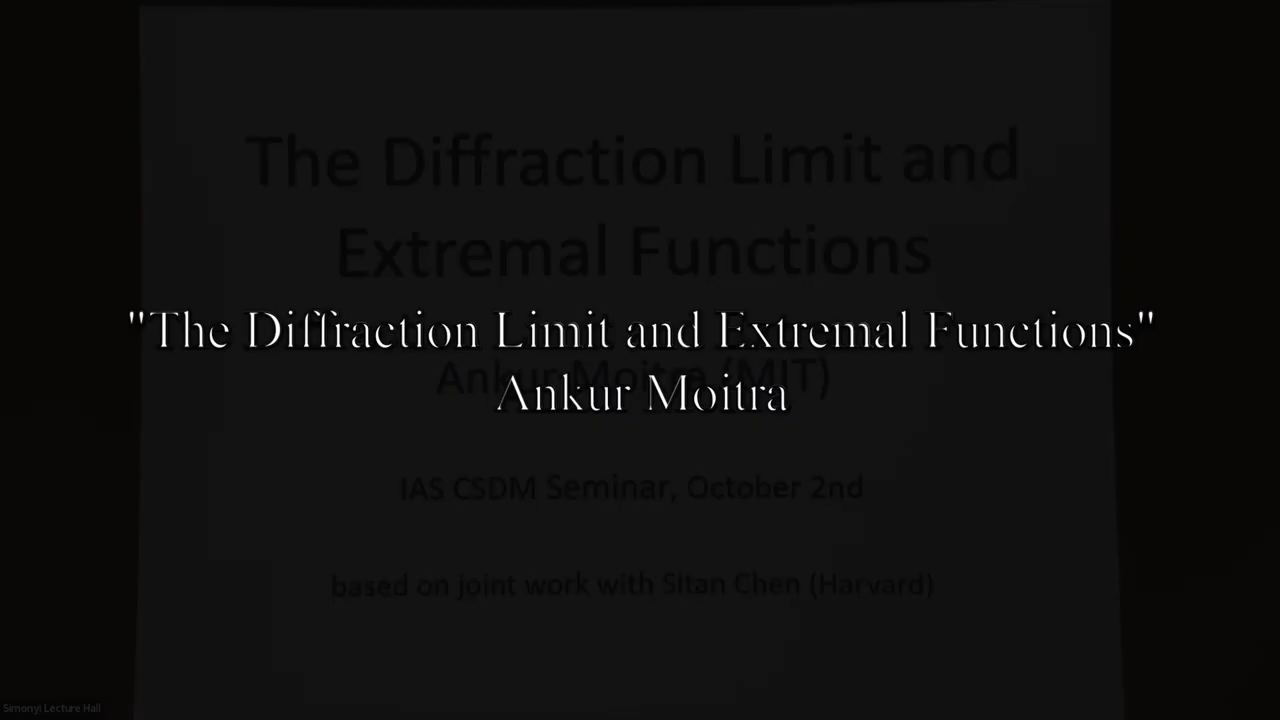 The Diffraction Limit and
Extremal Functions
"The Diffraction Limit and Extremal Functions"
Ankur Moitra (MIT)
Ankur Moitra
IAS CSDM Seminar, October 2nd
based on joint work with Sitan Chen (Harvard)
Simonyi Lecture Hall